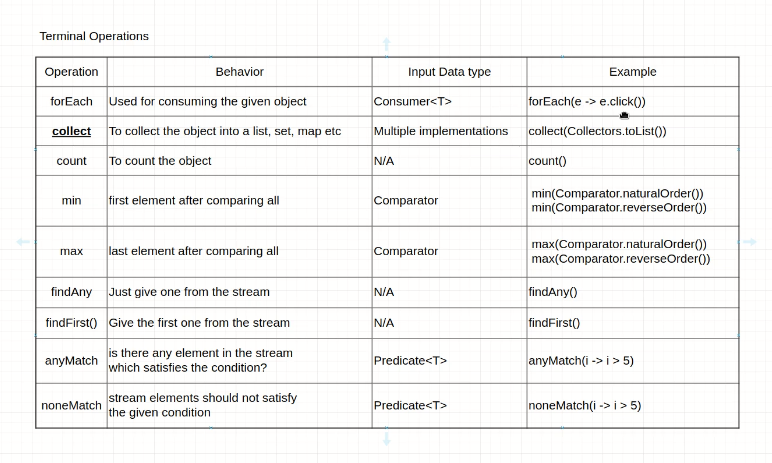 Terminal Operations
Operation Behavior Input Data type Example
forEach Used for consuming the given object Consumer<T> forEach(e -> e.click())
collect To collect the object into a list, set, map etc Multiple implementations collect(Collectors.toList())
count To count the object N/A count()
min first element after comparing all Comparator min(Comparator.naturalOrder())
min(Comparator.reverseOrder())
max last element after comparing all Comparator max(Comparator.naturalOrder())
max(Comparator.reverseOrder())
findAny Just give one from the stream N/A findAny()
findFirst() Give the first one from the stream N/A findFirst()
anyMatch is there any element in the stream
which satisfies the condition? Predicate<T> anyMatch(i -> i > 5)
noneMatch stream elements should not satisfy
the given condition Predicate<T> noneMatch(i -> i > 5)